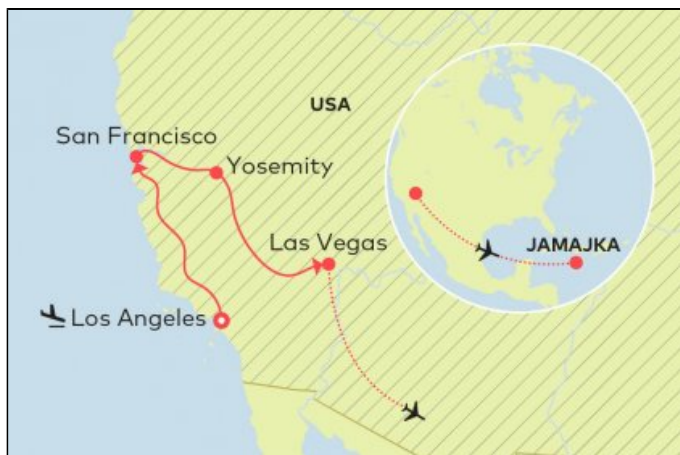 USA
San Francisco
Yosemity
Las Vegas
JAMAJKA
Los Angeles